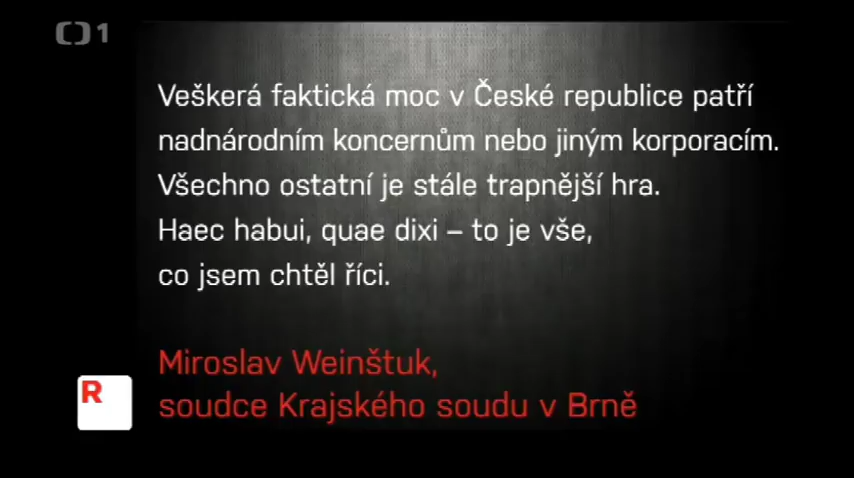 1
Veškerá faktická moc v České republice patří
nadnárodním koncernům nebo jiným korporacím.
Všechno ostatní je stále trapnější hra.
Haec habui, quae dixi – to je vše,
co jsem chtěl říci.
Miroslav Weinštuk,
soudce Krajského soudu v Brně
R